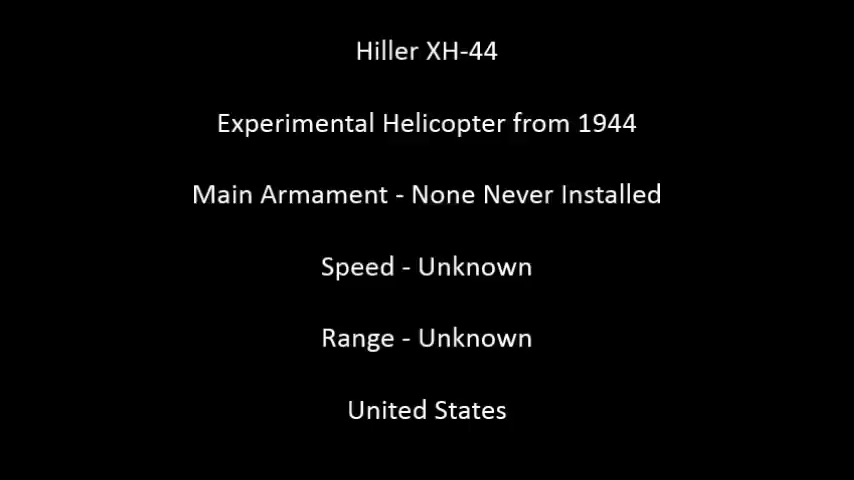 Hiller XH-44
Experimental Helicopter from 1944
Main Armament - None Never Installed
Speed - Unknown
Range - Unknown
United States